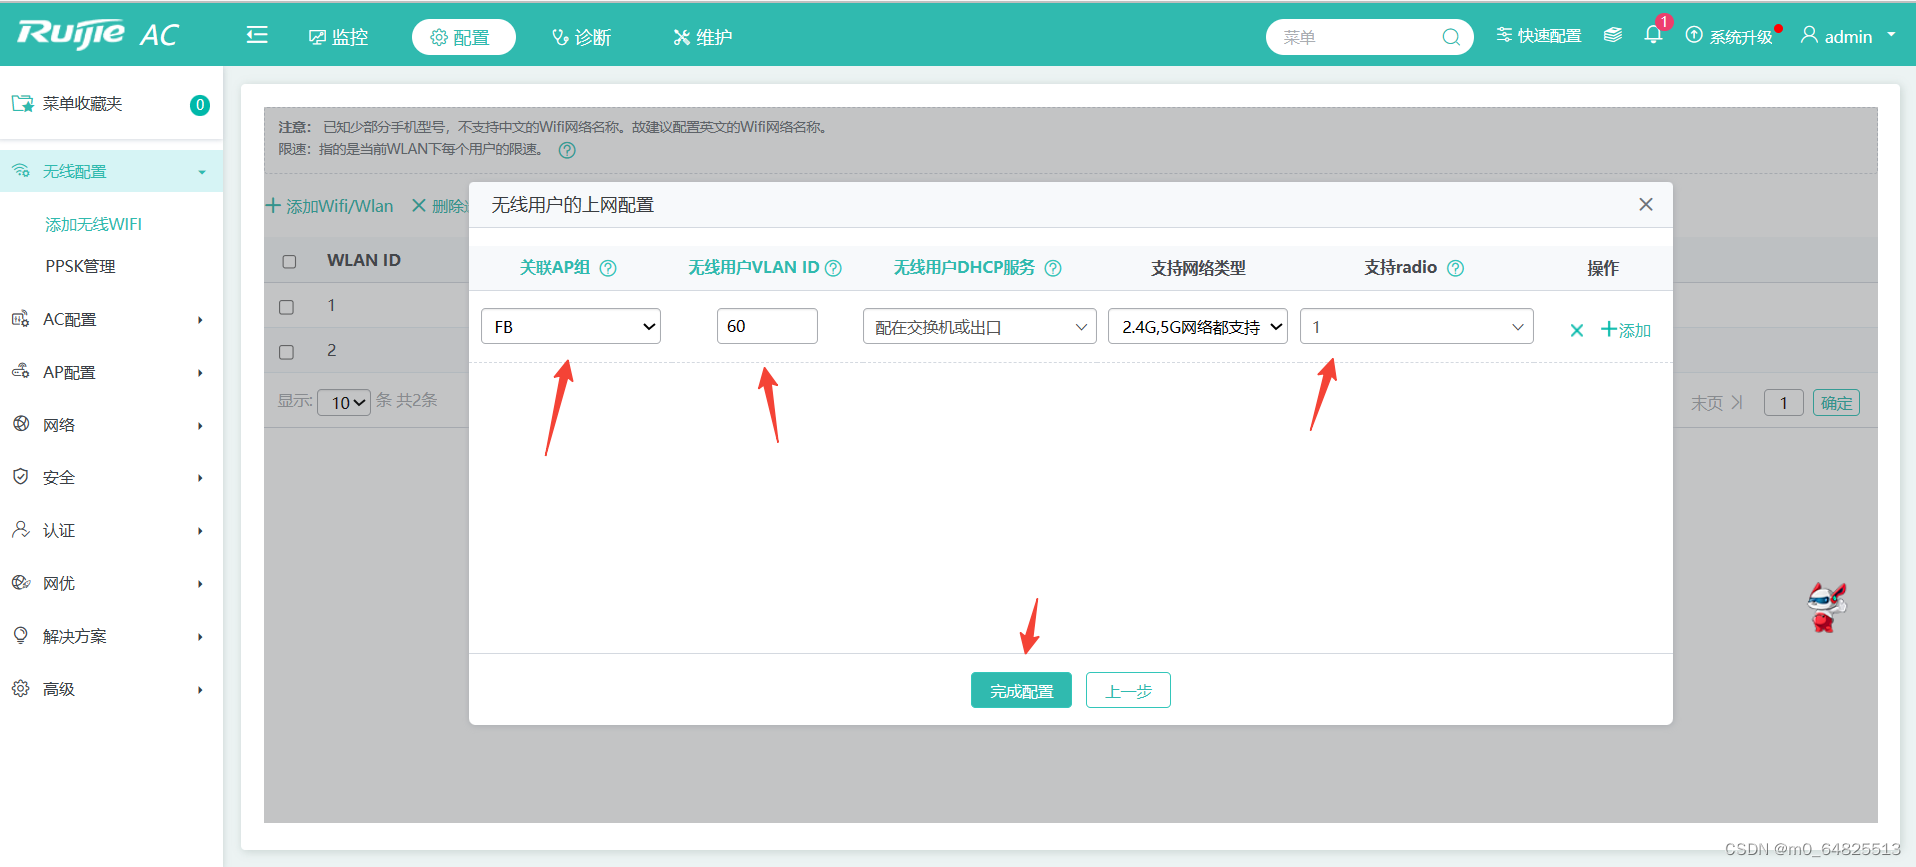 Ruijie AC
监控
配置
诊断
维护
菜单
快速配置
1
系统升级
admin
菜单收藏夹
0
无线配置
添加无线WIFI
PPSK管理
AC配置
AP配置
网络
安全
认证
网优
解决方案
高级
注意： 已知少部分手机型号，不支持中文的Wifi网络名称。故建议配置英文的Wifi网络名称。
限速：指的是当前WLAN下每个用户的限速。
添加Wifi/Wlan
删除
WLAN ID
1
2
显示: 10 条 共2条
末页 1 确定
无线用户的上网配置
关联AP组 无线用户VLAN ID 无线用户DHCP服务 支持网络类型 支持radio 操作
FB 60 配在交换机或出口 2.4G,5G网络都支持 1 添加
完成配置 上一步
CSDN @m0_64825513